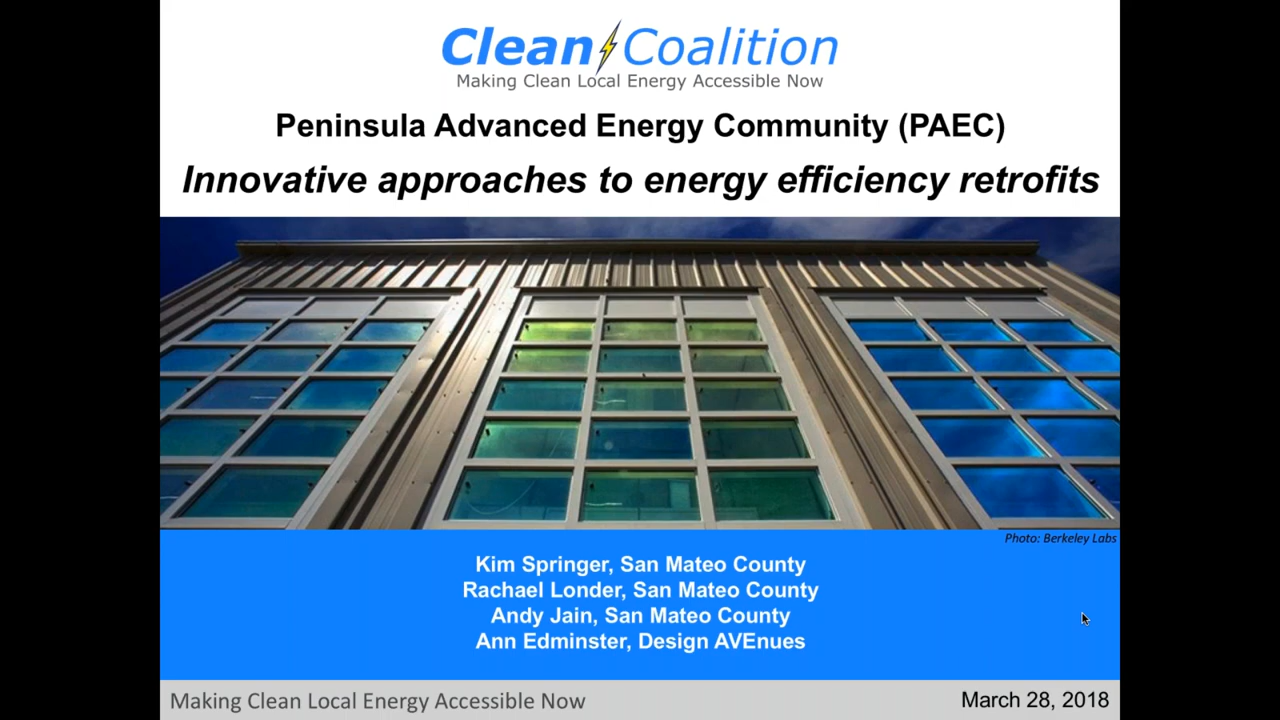 Clean Coalition
Making Clean Local Energy Accessible Now
Peninsula Advanced Energy Community (PAEC)
Innovative approaches to energy efficiency retrofits
Photo: Berkeley Labs
Kim Springer, San Mateo County
Rachael Londer, San Mateo County
Andy Jain, San Mateo County
Ann Edminster, Design AVEnues
Making Clean Local Energy Accessible Now
March 28, 2018